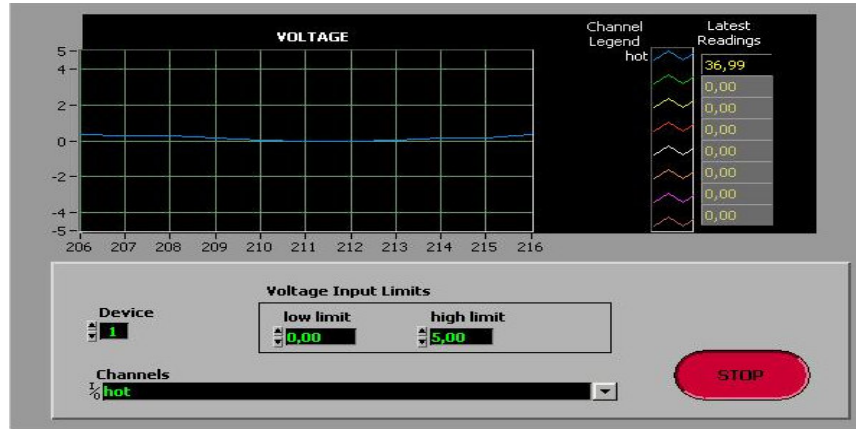 VOLTAGE
Channel Legend
Latest Readings
hot
36,99
0,00
0,00
0,00
0,00
0,00
0,00
0,00
5
4
2
0
-2
-4
-5
206 207 208 209 210 211 212 213 214 215 216
Voltage Input Limits
Device
low limit
high limit
1
0,00
5,00
Channels
I/O hot
STOP